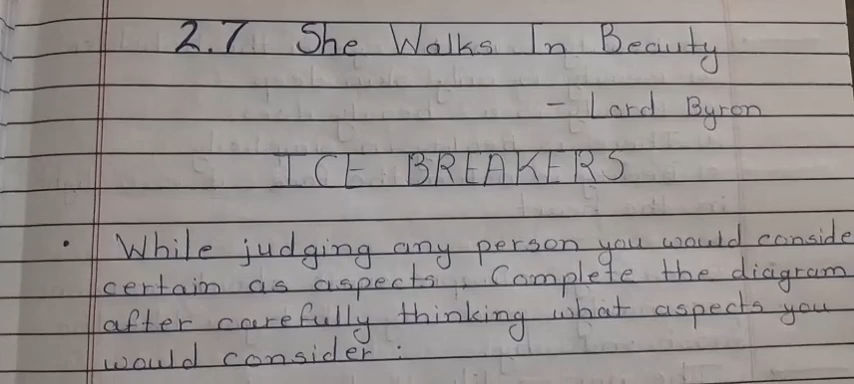 2.7 She Walks In Beauty
- Lord Byron
ICE BREAKERS
• While judging any person you would conside
certain as aspects. Complete the diagram
after carefully thinking what aspects you
would consider :